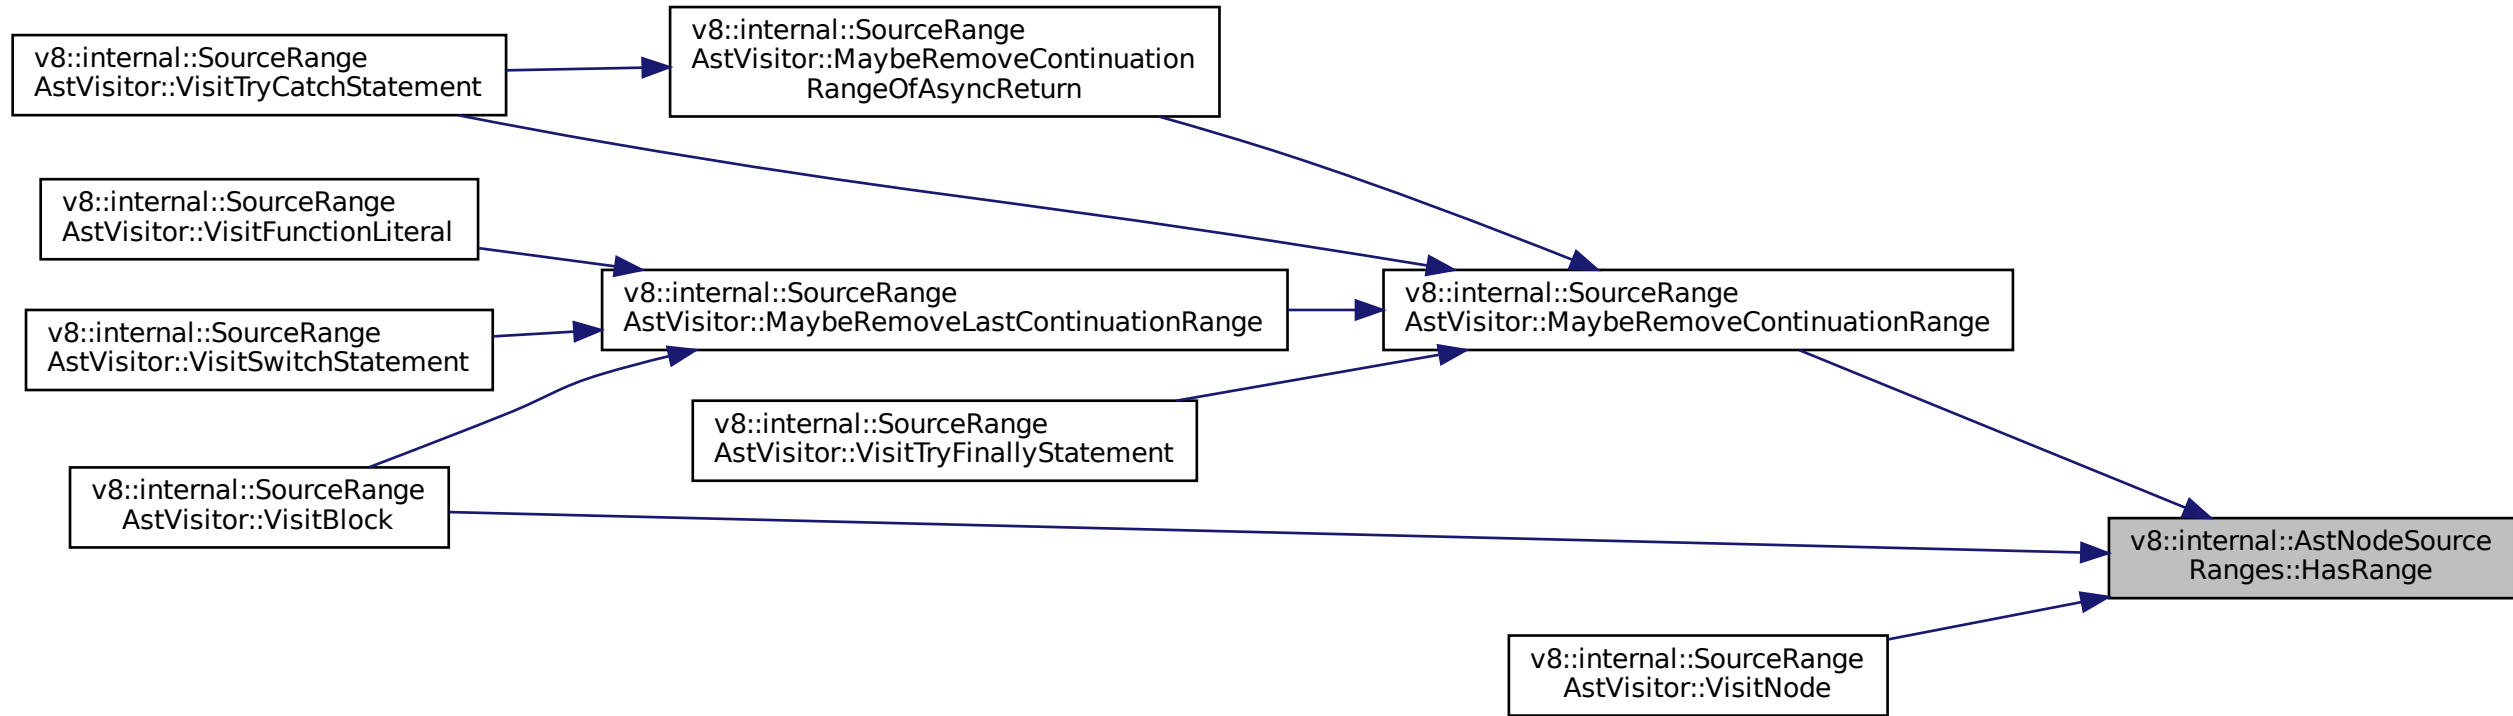 v8::internal::SourceRange
AstVisitor::MaybeRemoveContinuation
RangeOfAsyncReturn
v8::internal::SourceRange
AstVisitor::VisitTryCatchStatement
v8::internal::SourceRange
AstVisitor::VisitFunctionLiteral
v8::internal::SourceRange
AstVisitor::MaybeRemoveLastContinuationRange
v8::internal::SourceRange
AstVisitor::MaybeRemoveContinuationRange
v8::internal::SourceRange
AstVisitor::VisitSwitchStatement
v8::internal::SourceRange
AstVisitor::VisitTryFinallyStatement
v8::internal::SourceRange
AstVisitor::VisitBlock
v8::internal::AstNodeSource
Ranges::HasRange
v8::internal::SourceRange
AstVisitor::VisitNode